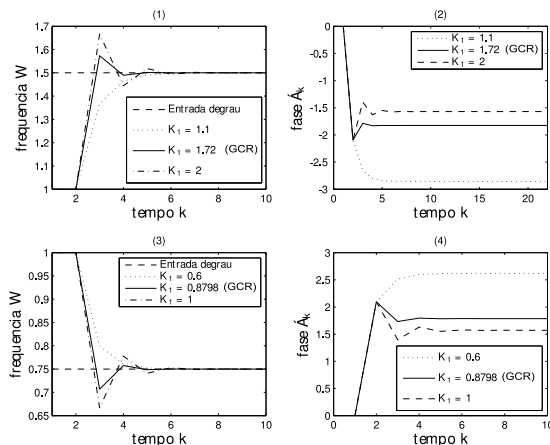 (1)
1.7
1.6
1.5
1.4
1.3
1.2
1.1
1
frequencia W
Entrada degrau
K1 = 1.1
K1 = 1.72 (GCR)
K1 = 2
0 2 4 6 8 10
tempo k
(2)
0
-0.5
-1
-1.5
-2
-2.5
-3
fase Á̂k
K1 = 1.1
K1 = 1.72 (GCR)
K1 = 2
0 5 10 15 20
tempo k
(3)
1
0.95
0.9
0.85
0.8
0.75
0.7
0.65
frequencia W
Entrada degrau
K1 = 0.6
K1 = 0.8798 (GCR)
K1 = 1
0 2 4 6 8 10
tempo k
(4)
3
2.5
2
1.5
1
0.5
0
fase Á̂k
K1 = 0.6
K1 = 0.8798 (GCR)
K1 = 1
0 2 4 6 8 10
tempo k